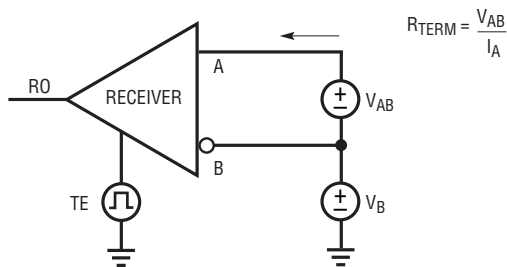 R_TERM = V_AB / I_A
A
RO
RECEIVER
+
−
V_AB
B
TE
+
−
V_B